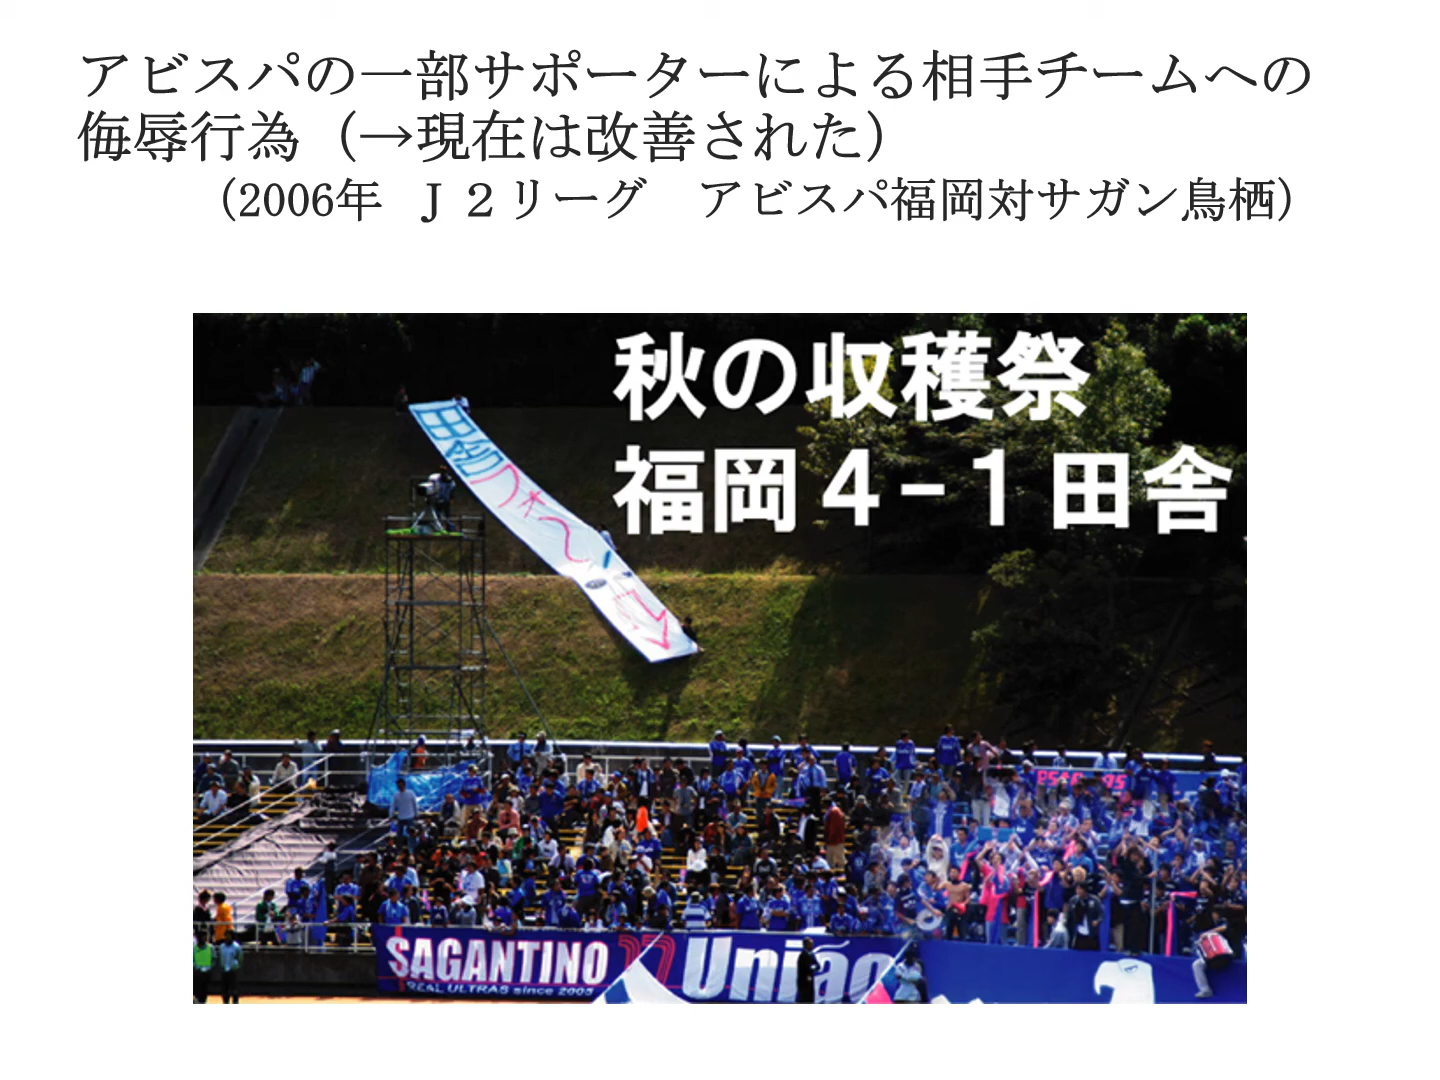 アビスパの一部サポーターによる相手チームへの
侮辱行為（→現在は改善された）
（2006年 Ｊ２リーグ　アビスパ福岡対サガン鳥栖）
秋の収穫祭
福岡４－１田舎
田舎
SAGANTINO
17
REAL ULTRAS since 2005
União